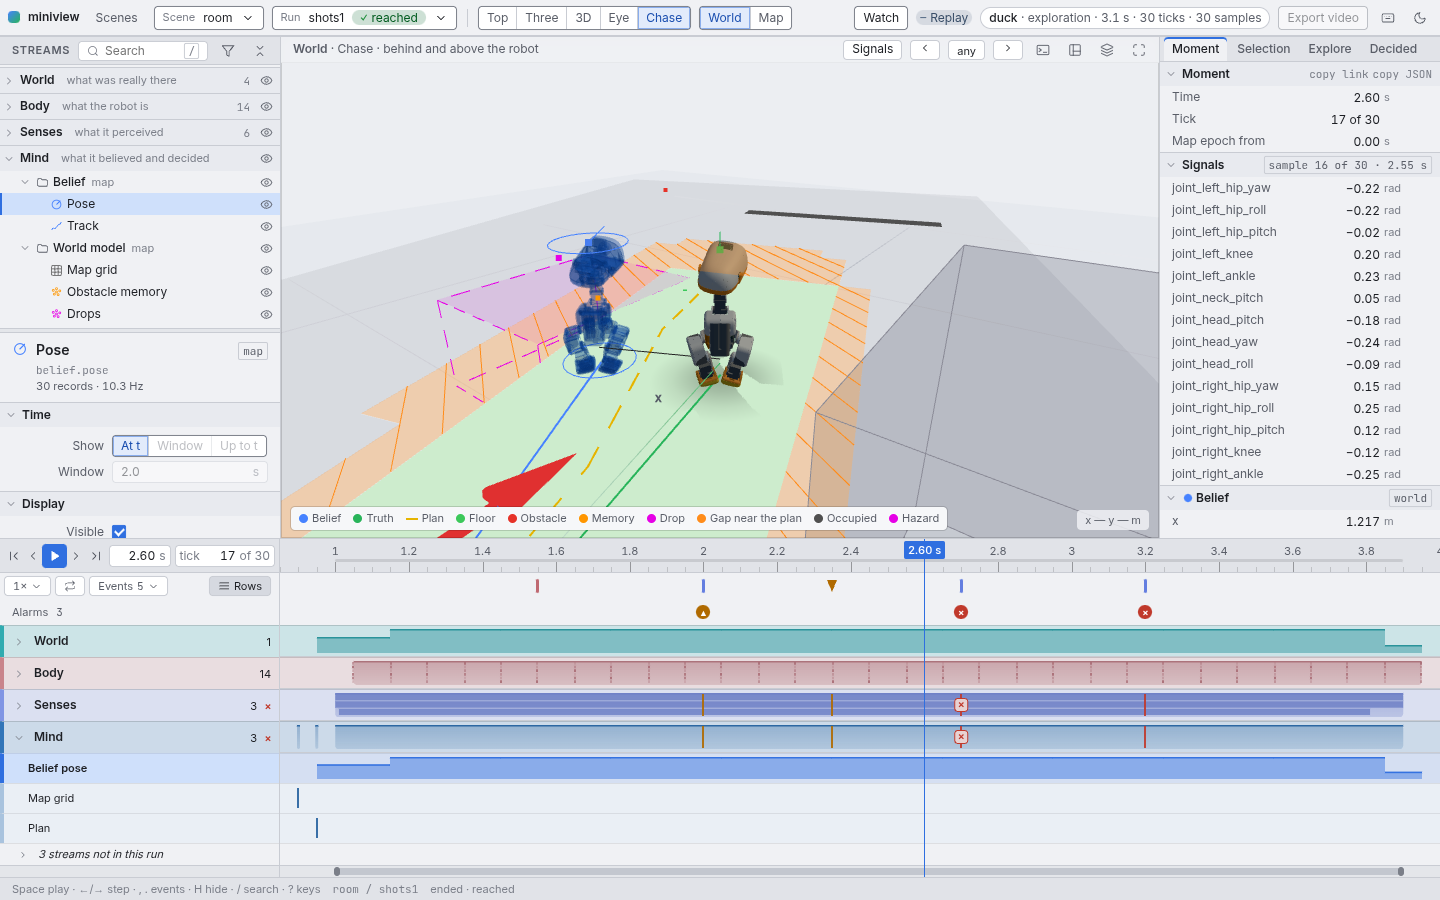 miniview Scenes Scene room Run shots1 ✓ reached Top Three 3D Eye Chase World Map Watch Replay duck · exploration · 3.1 s · 30 ticks · 30 samples Export video
STREAMS Search / World · Chase · behind and above the robot Signals any Moment Selection Explore Decided
World what was really there 4
Body what the robot is 14
Senses what it perceived 6
Mind what it believed and decided
Belief map
Pose
Track
World model map
Map grid
Obstacle memory
Drops
Pose map
belief.pose
30 records · 10.3 Hz
Time
Show At t Window Up to t
Window 2.0 s
Display
Visible
x
Belief Truth Plan Floor Obstacle Memory Drop Gap near the plan Occupied Hazard
x — y — m
Moment copy link copy JSON
Time 2.60 s
Tick 17 of 30
Map epoch from 0.00 s
Signals sample 16 of 30 · 2.55 s
joint_left_hip_yaw −0.22 rad
joint_left_hip_roll −0.22 rad
joint_left_hip_pitch −0.02 rad
joint_left_knee 0.20 rad
joint_left_ankle 0.23 rad
joint_neck_pitch 0.05 rad
joint_head_pitch −0.18 rad
joint_head_yaw −0.24 rad
joint_head_roll −0.09 rad
joint_right_hip_yaw 0.15 rad
joint_right_hip_roll 0.25 rad
joint_right_hip_pitch 0.12 rad
joint_right_knee −0.12 rad
joint_right_ankle −0.25 rad
Belief world
x 1.217 m
2.60 s tick 17 of 30 1 1.2 1.4 1.6 1.8 2 2.2 2.4 2.60 s 2.8 3 3.2 3.4 3.6 3.8
1× Events 5 Rows
Alarms 3
World 1
Body 14
Senses 3 ×
Mind 3 ×
Belief pose
Map grid
Plan
3 streams not in this run
Space play · ←/→ step · , . events · H hide · / search · ? keys room / shots1 ended · reached